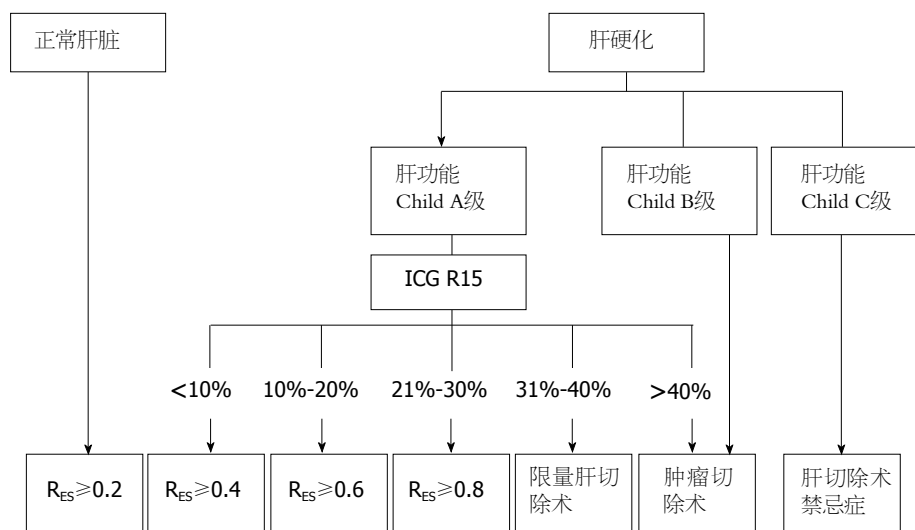 正常肝脏
肝硬化
肝功能
Child A级
肝功能
Child B级
肝功能
Child C级
ICG R15
<10%
10%-20%
21%-30%
31%-40%
>40%
RES≥0.2
RES≥0.4
RES≥0.6
RES≥0.8
限量肝切
除术
肿瘤切
除术
肝切除术
禁忌症